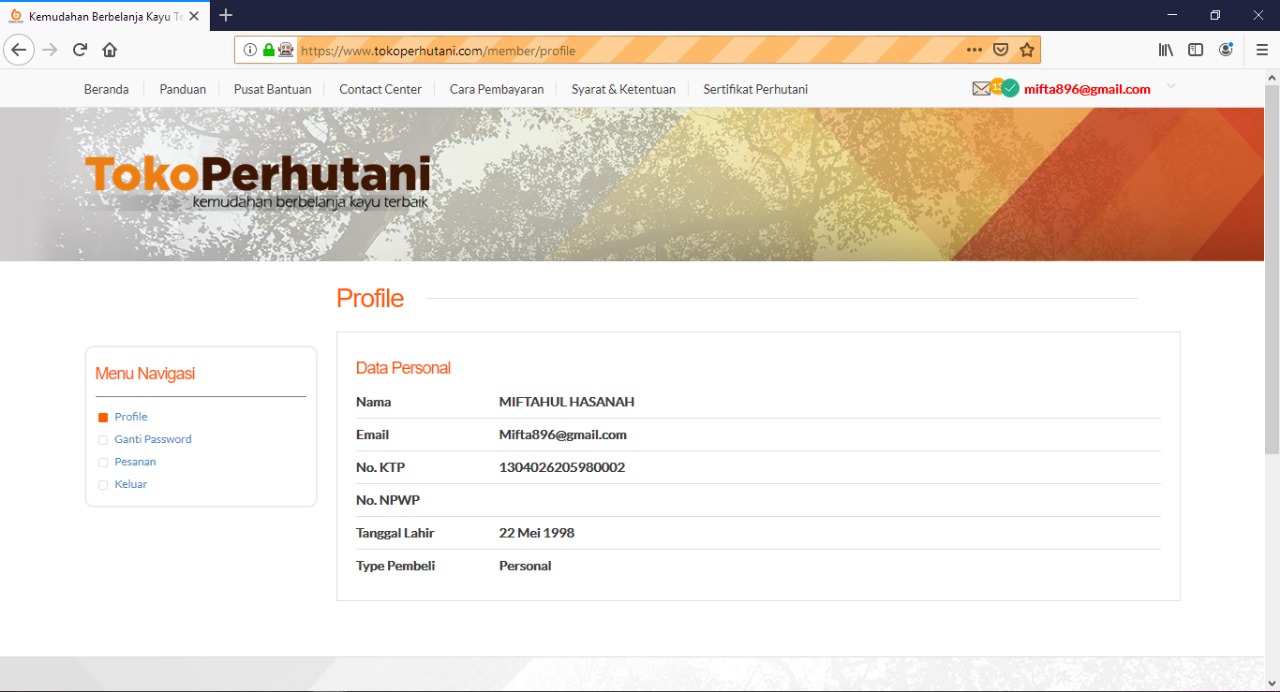 Kemudahan Berbelanja Kayu Te
https://www.tokoperhutani.com/member/profile
Beranda Panduan Pusat Bantuan Contact Center Cara Pembayaran Syarat & Ketentuan Sertifikat Perhutani mifta896@gmail.com
TokoPerhutani
kemudahan berbelanja kayu terbaik
Profile
Menu Navigasi
Profile
Ganti Password
Pesanan
Keluar
Data Personal
Nama MIFTAHUL HASANAH
Email Mifta896@gmail.com
No. KTP 1304026205980002
No. NPWP
Tanggal Lahir 22 Mei 1998
Type Pembeli Personal